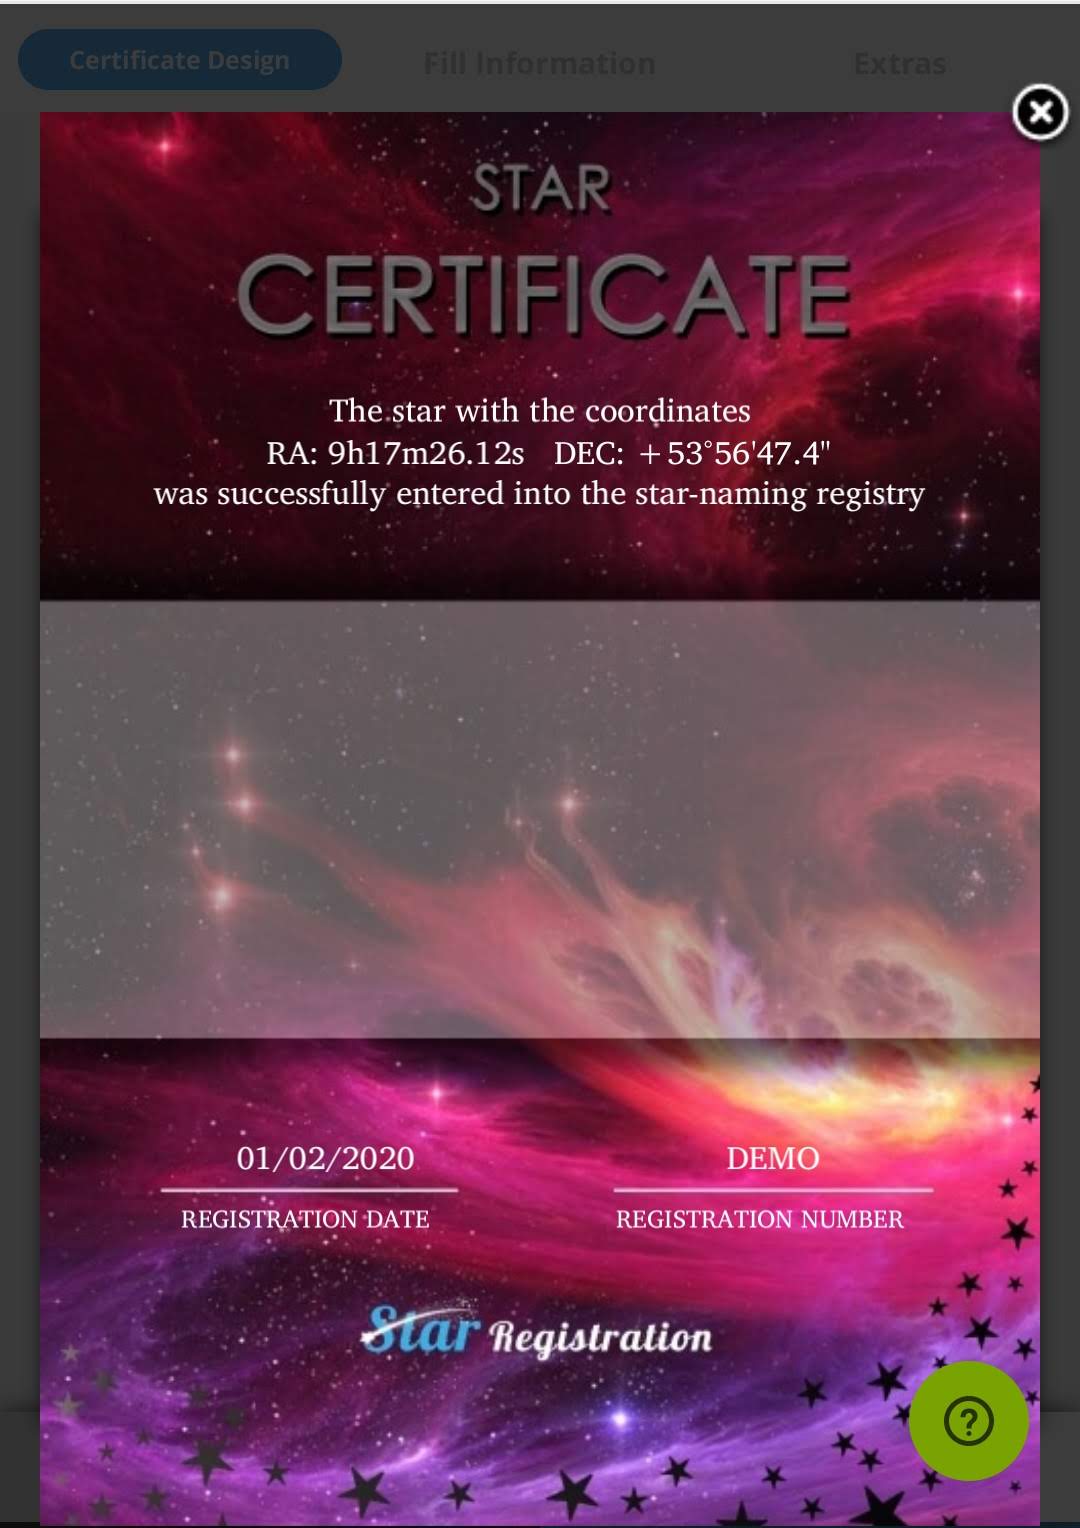 Certificate Design
Fill Information
Extras
STAR
CERTIFICATE
The star with the coordinates
RA: 9h17m26.12s DEC: +53°56'47.4"
was successfully entered into the star-naming registry
01/02/2020
DEMO
REGISTRATION DATE
REGISTRATION NUMBER
Star Registration